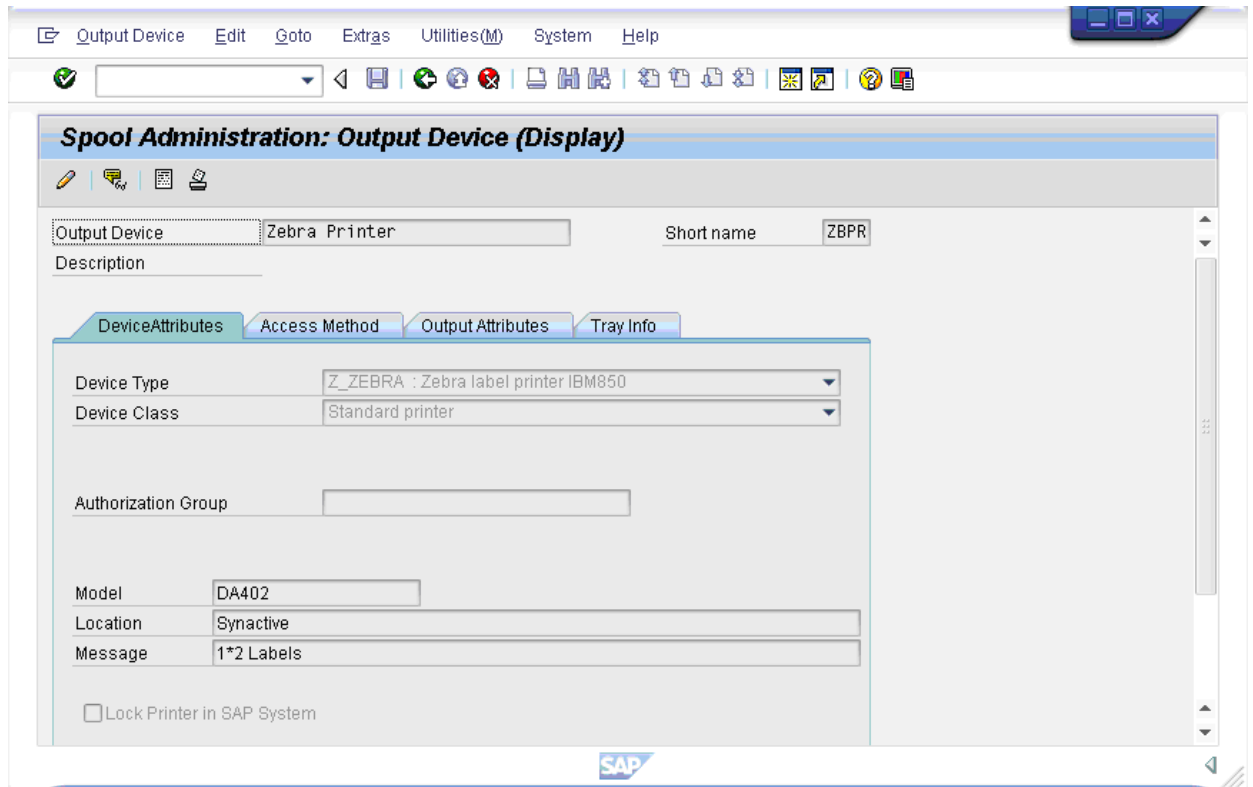 Output Device Edit Goto Extras Utilities(M) System Help
Spool Administration: Output Device (Display)
Output Device Zebra Printer Short name ZBPR
Description
DeviceAttributes Access Method Output Attributes Tray Info
Device Type Z_ZEBRA : Zebra label printer IBM850
Device Class Standard printer
Authorization Group
Model DA402
Location Synactive
Message 1*2 Labels
Lock Printer in SAP System
SAP